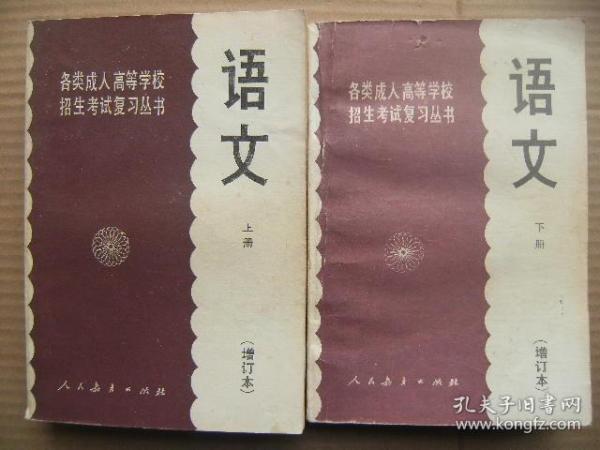 各类成人高等学校
招生考试复习丛书
语文
上册
(增订本)
人民教育出版社
各类成人高等学校
招生考试复习丛书
语文
下册
(增订本)
人民教育出版社
孔夫子旧书网
www.kongfz.com